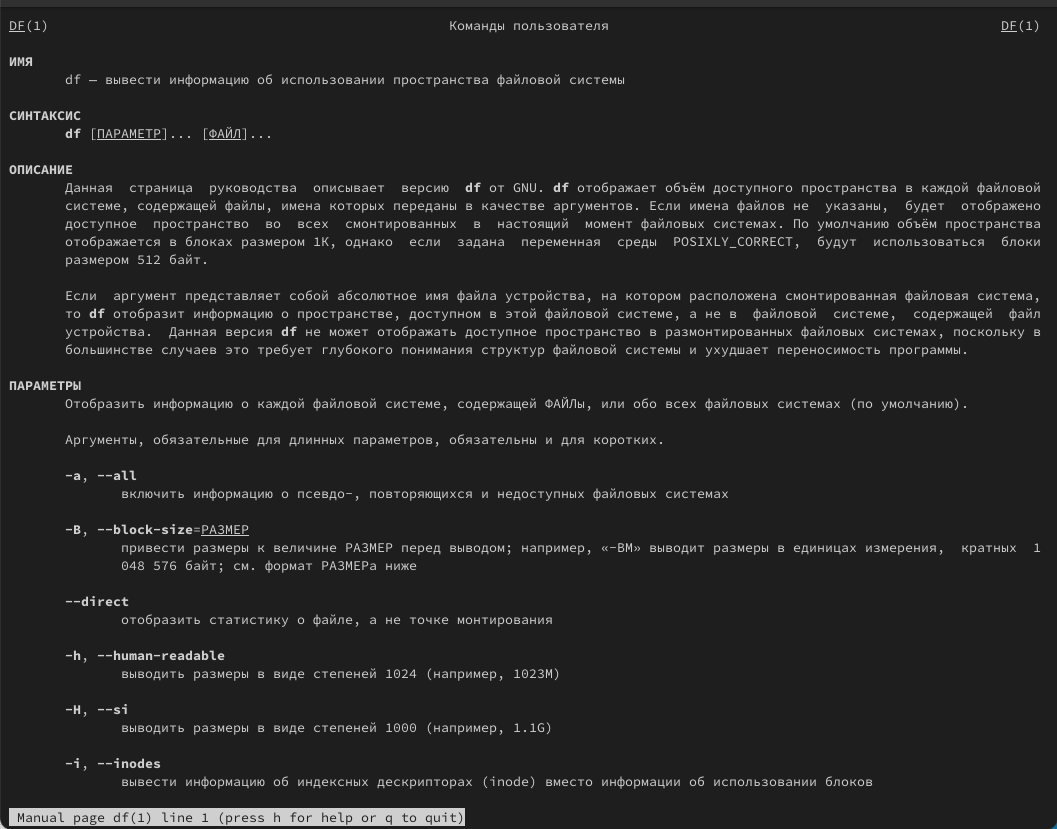 DF(1) Команды пользователя DF(1)
ИМЯ
df — вывести информацию об использовании пространства файловой системы
СИНТАКСИС
df [ПАРАМЕТР]... [ФАЙЛ]...
ОПИСАНИЕ
Данная страница руководства описывает версию df от GNU. df отображает объём доступного пространства в каждой файловой
системе, содержащей файлы, имена которых переданы в качестве аргументов. Если имена файлов не указаны, будет отображено
доступное пространство во всех смонтированных в настоящий момент файловых системах. По умолчанию объём пространства
отображается в блоках размером 1K, однако если задана переменная среды POSIXLY_CORRECT, будут использоваться блоки
размером 512 байт.
Если аргумент представляет собой абсолютное имя файла устройства, на котором расположена смонтированная файловая система,
то df отобразит информацию о пространстве, доступном в этой файловой системе, а не в файловой системе, содержащей файл
устройства. Данная версия df не может отображать доступное пространство в размонтированных файловых системах, поскольку в
большинстве случаев это требует глубокого понимания структур файловой системы и ухудшает переносимость программы.
ПАРАМЕТРЫ
Отобразить информацию о каждой файловой системе, содержащей ФАЙЛы, или обо всех файловых системах (по умолчанию).
Аргументы, обязательные для длинных параметров, обязательны и для коротких.
-a, --all
включить информацию о псевдо-, повторяющихся и недоступных файловых системах
-B, --block-size=РАЗМЕР
привести размеры к величине РАЗМЕР перед выводом; например, «-BM» выводит размеры в единицах измерения, кратных 1
048 576 байт; см. формат РАЗМЕРа ниже
--direct
отобразить статистику о файле, а не точке монтирования
-h, --human-readable
выводить размеры в виде степеней 1024 (например, 1023M)
-H, --si
выводить размеры в виде степеней 1000 (например, 1.1G)
-i, --inodes
вывести информацию об индексных дескрипторах (inode) вместо информации об использовании блоков
Manual page df(1) line 1 (press h for help or q to quit)